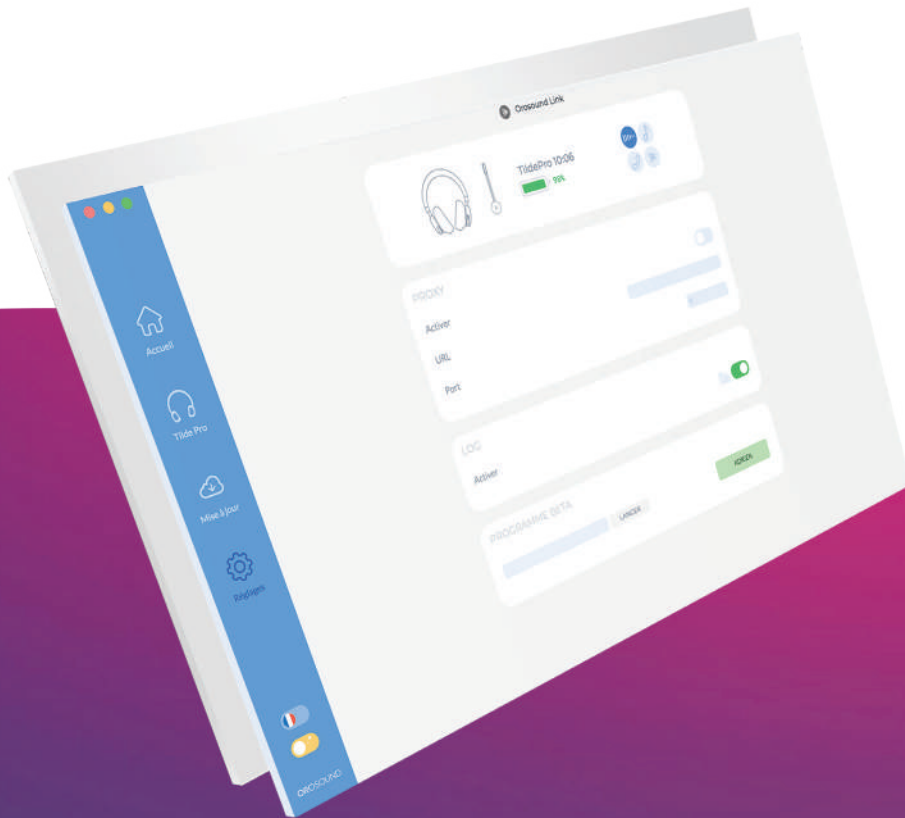 Orosound Link
TildePro 10:06
99%
Accueil
Tilde Pro
Mise à jour
Réglages
OROSOUND
PROXY
Activer
URL
Port
LOG
Activer
PROGRAMME BETA
LANCER